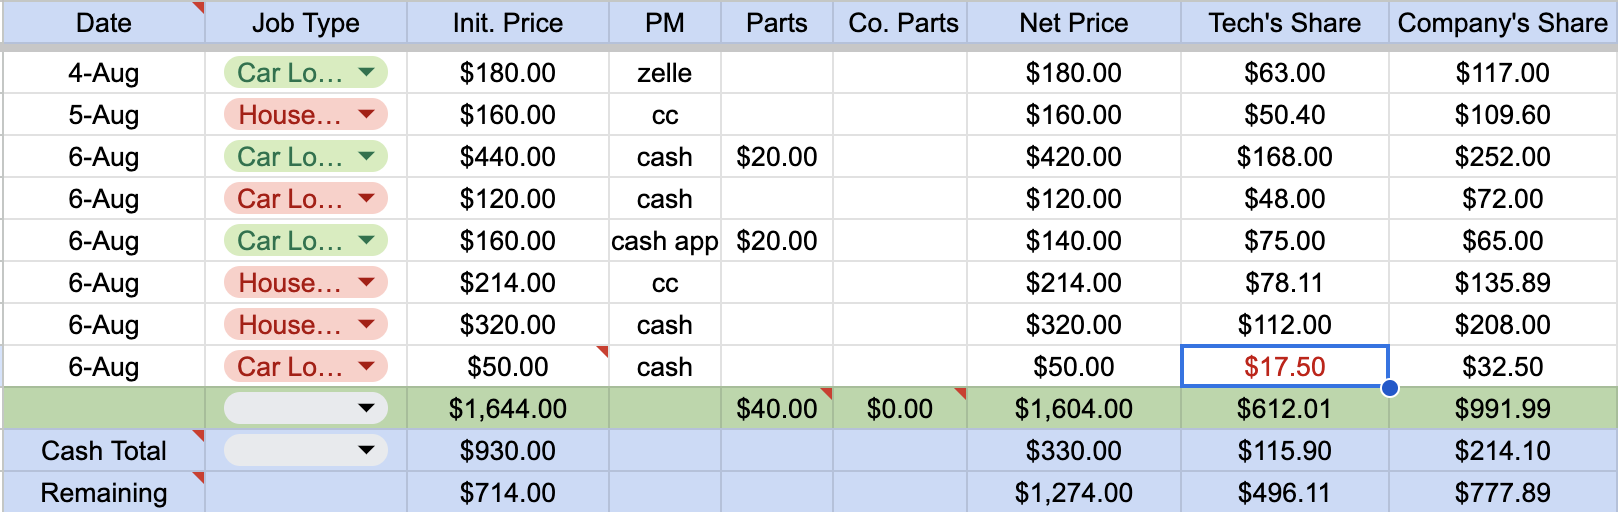 Date Job Type Init. Price PM Parts Co. Parts Net Price Tech's Share Company's Share
4-Aug Car Lo... $180.00 zelle $180.00 $63.00 $117.00
5-Aug House... $160.00 cc $160.00 $50.40 $109.60
6-Aug Car Lo... $440.00 cash $20.00 $420.00 $168.00 $252.00
6-Aug Car Lo... $120.00 cash $120.00 $48.00 $72.00
6-Aug Car Lo... $160.00 cash app $20.00 $140.00 $75.00 $65.00
6-Aug House... $214.00 cc $214.00 $78.11 $135.89
6-Aug House... $320.00 cash $320.00 $112.00 $208.00
6-Aug Car Lo... $50.00 cash $50.00 $17.50 $32.50
$1,644.00 $40.00 $0.00 $1,604.00 $612.01 $991.99
Cash Total $930.00 $330.00 $115.90 $214.10
Remaining $714.00 $1,274.00 $496.11 $777.89